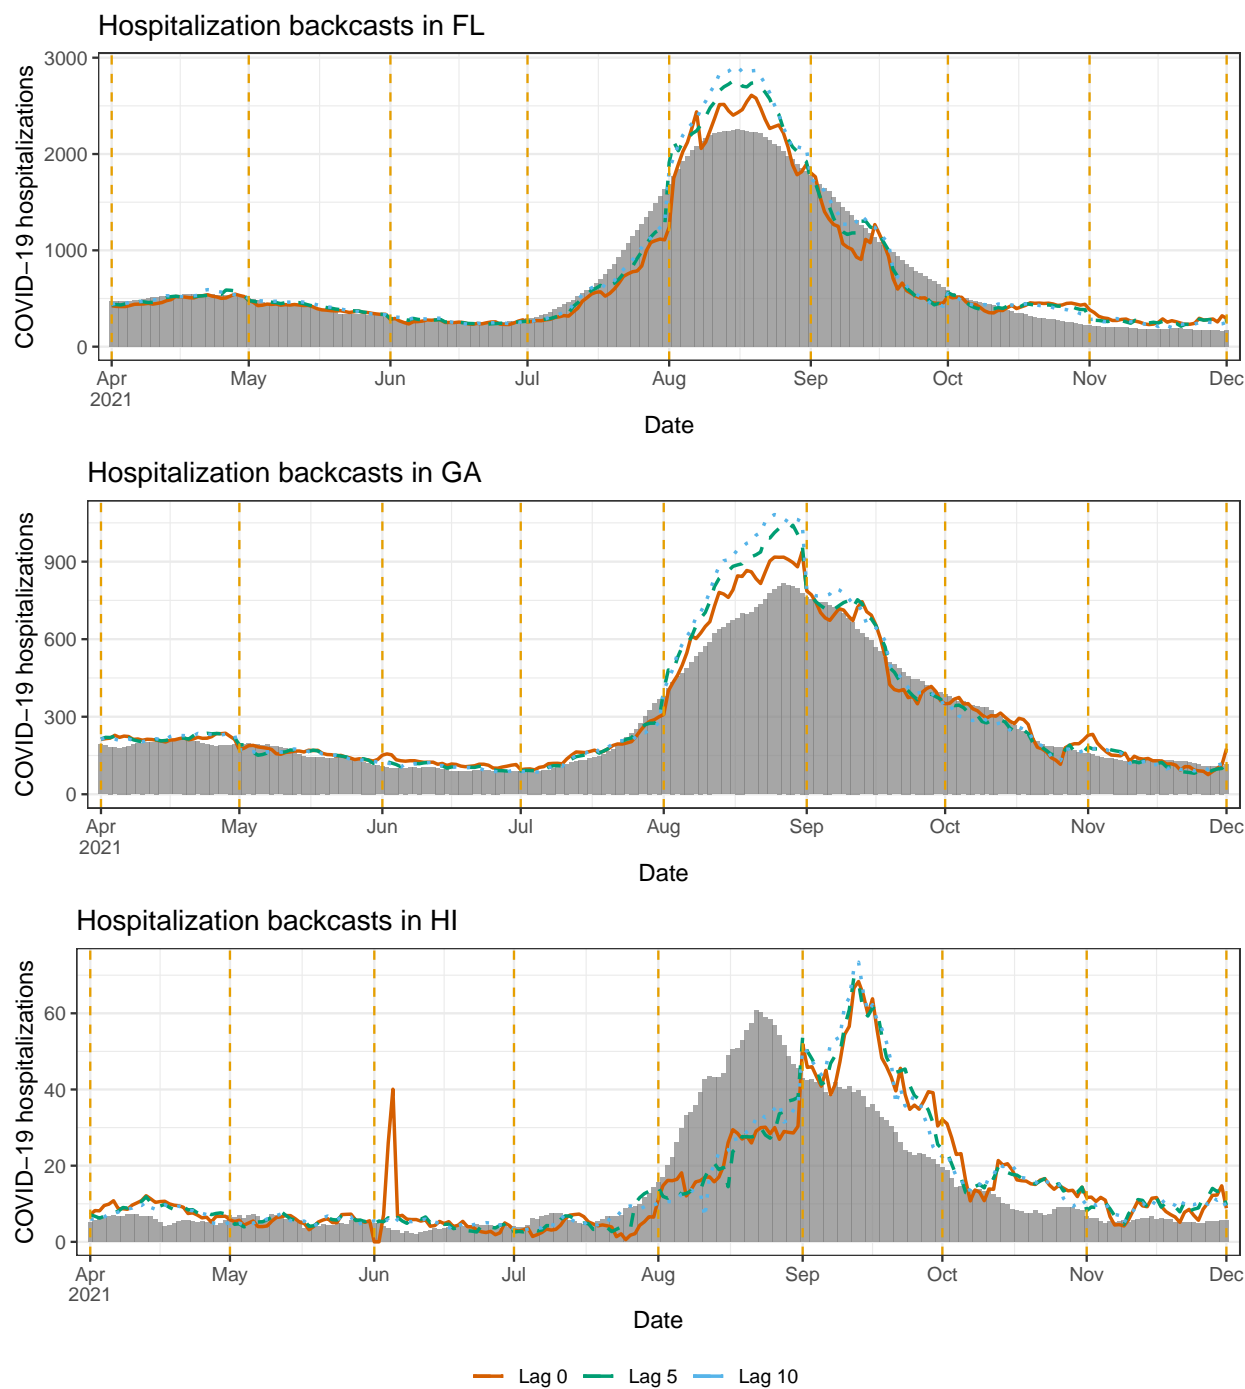 Hospitalization backcasts in FL
COVID−19 hospitalizations
3000
2000
1000
0
Apr 2021
May
Jun
Jul
Aug
Sep
Oct
Nov
Dec
Date
Hospitalization backcasts in GA
COVID−19 hospitalizations
900
600
300
0
Apr 2021
May
Jun
Jul
Aug
Sep
Oct
Nov
Dec
Date
Hospitalization backcasts in HI
COVID−19 hospitalizations
60
40
20
0
Apr 2021
May
Jun
Jul
Aug
Sep
Oct
Nov
Dec
Date
Lag 0 Lag 5 Lag 10